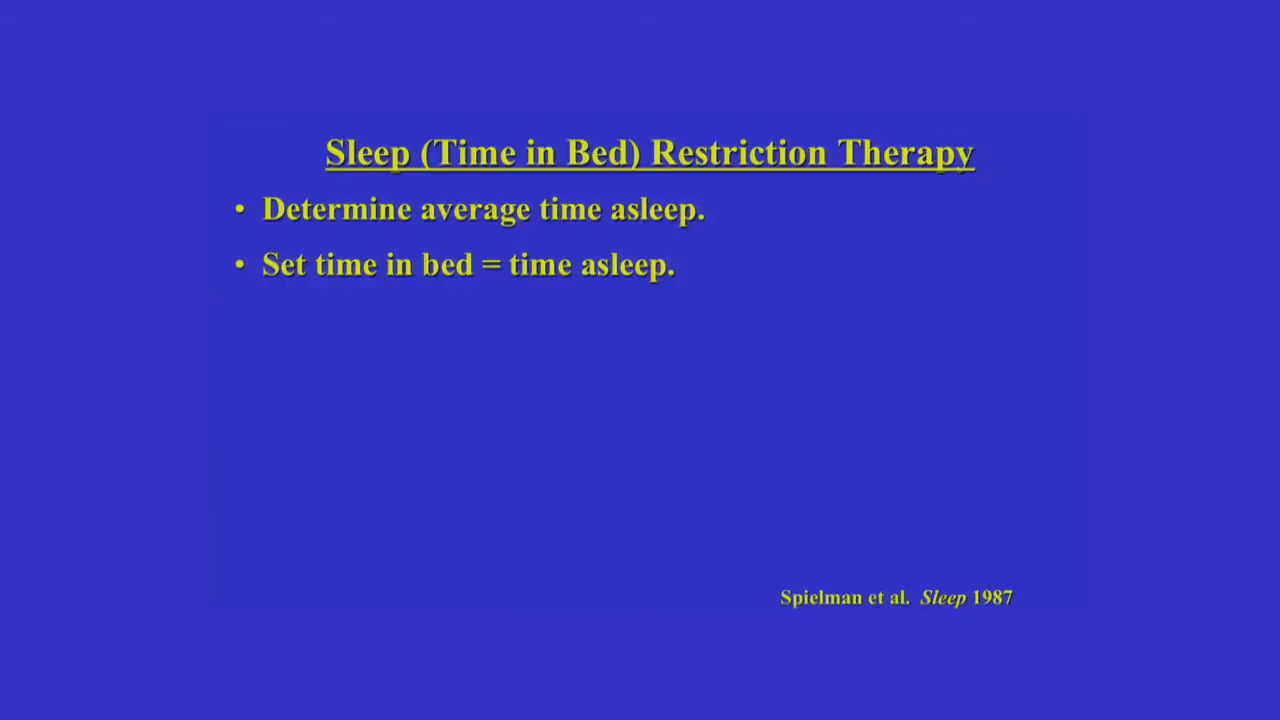 Sleep (Time in Bed) Restriction Therapy
• Determine average time asleep.
• Set time in bed = time asleep.
Spielman et al. Sleep 1987